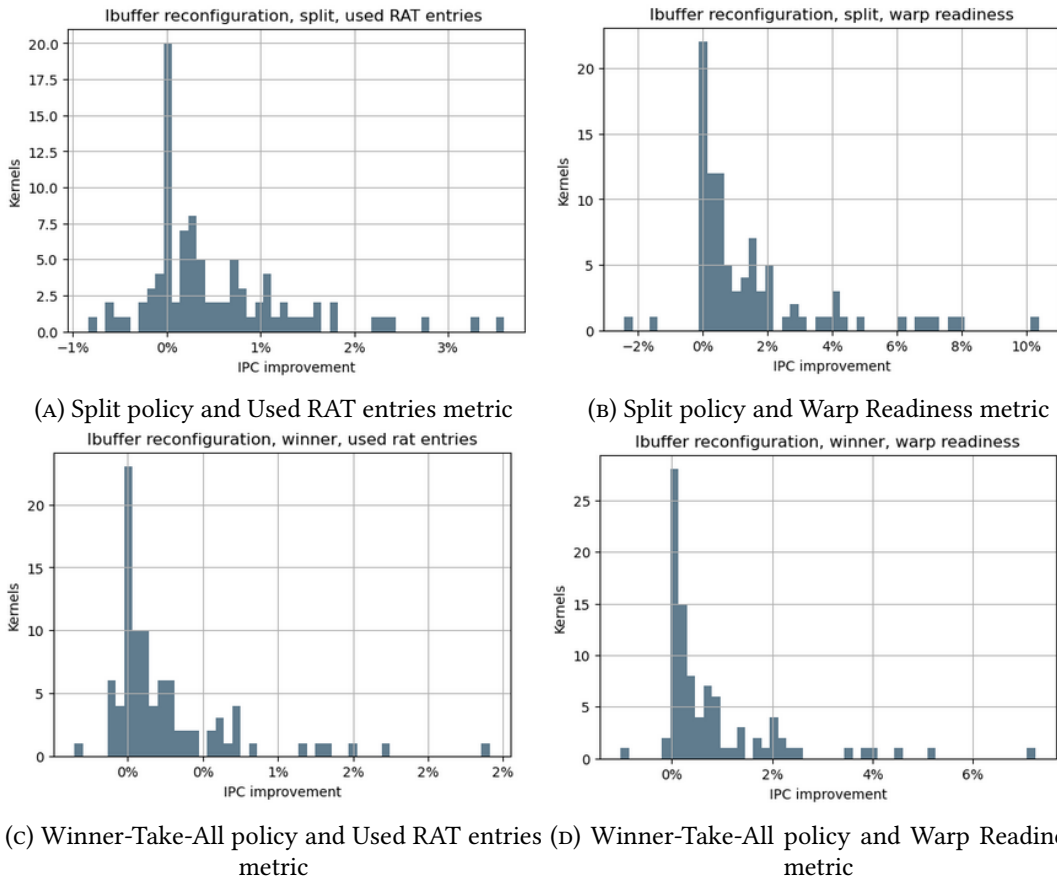 Ibuffer reconfiguration, split, used RAT entries
20.0
17.5
15.0
12.5
10.0
7.5
5.0
2.5
0.0
Kernels
−1%
0%
1%
3%
IPC improvement
(A) Split policy and Used RAT entries metric
Ibuffer reconfiguration, split, warp readiness
20
15
10
5
0
Kernels
−2%
0%
2%
4%
6%
8%
10%
IPC improvement
(B) Split policy and Warp Readiness metric
Ibuffer reconfiguration, winner, used rat entries
20
15
10
5
0
Kernels
0%
0%
1%
2%
2%
2%
IPC improvement
(C) Winner-Take-All policy and Used RAT entries
metric
Ibuffer reconfiguration, winner, warp readiness
25
20
15
10
5
0
Kernels
0%
2%
4%
6%
IPC improvement
(D) Winner-Take-All policy and Warp Readin
metric